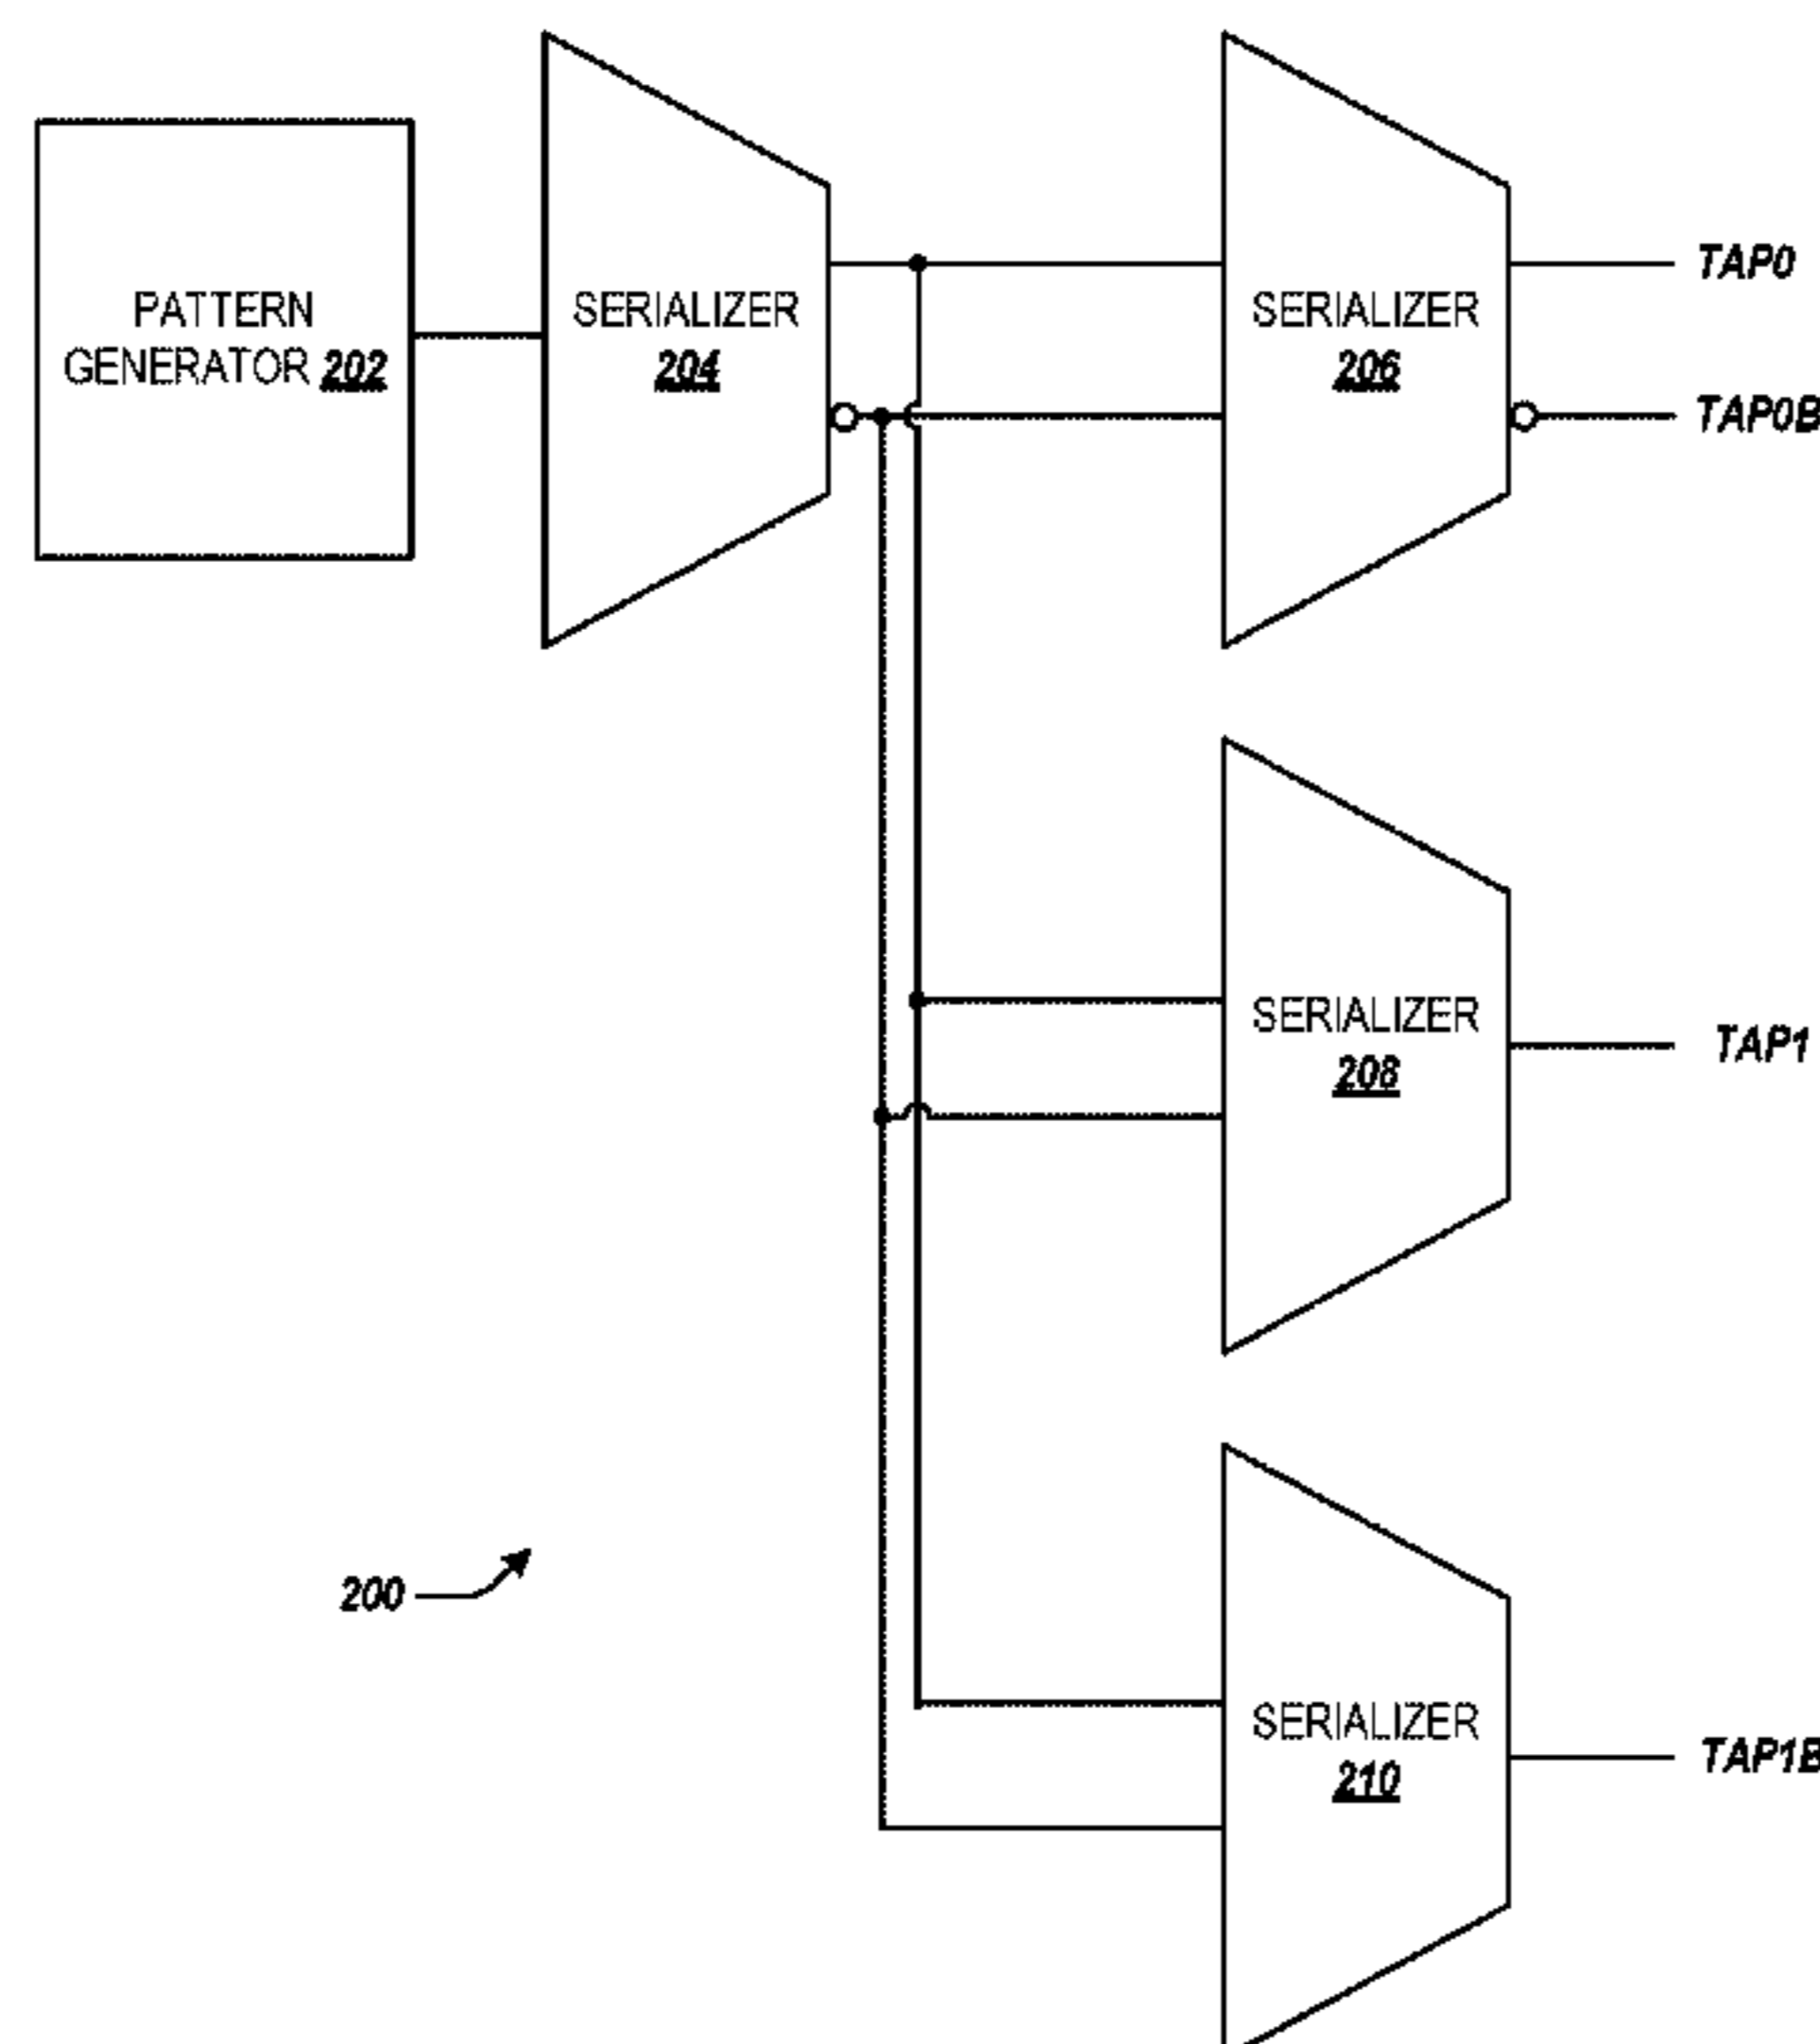 PATTERN
GENERATOR 202
SERIALIZER
204
SERIALIZER
206
TAP0
TAP0B
SERIALIZER
208
TAP1
200
SERIALIZER
210
TAP1B